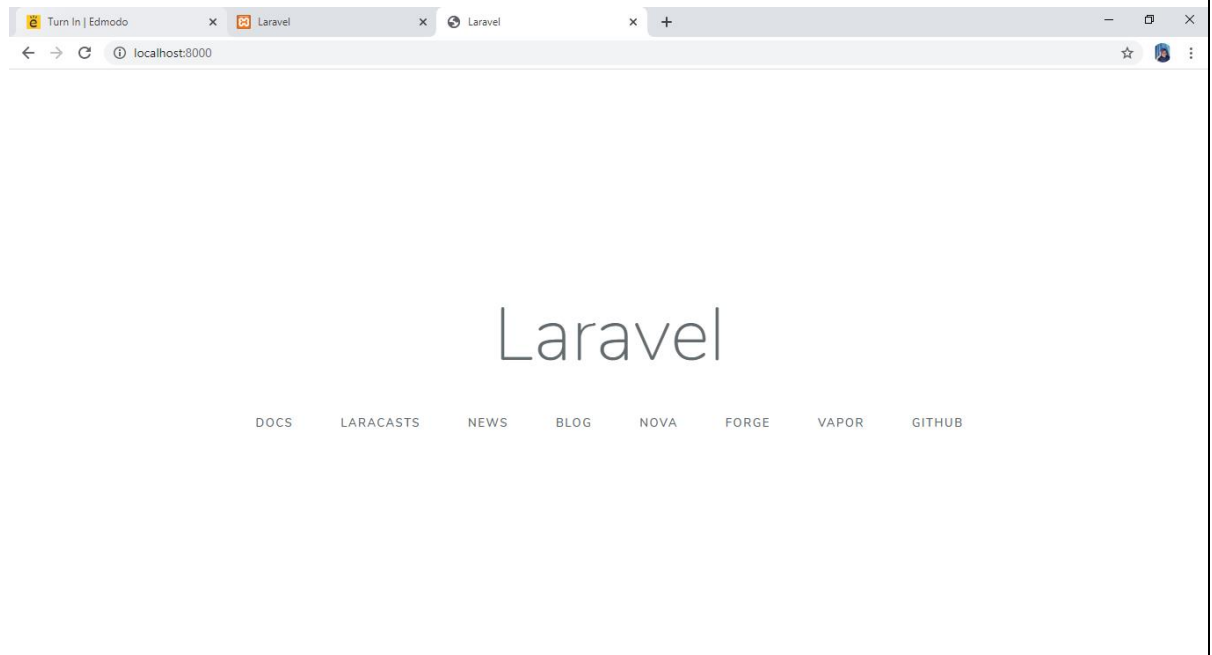 Turn In | Edmodo Laravel Laravel
localhost:8000
Laravel
DOCS LARACASTS NEWS BLOG NOVA FORGE VAPOR GITHUB